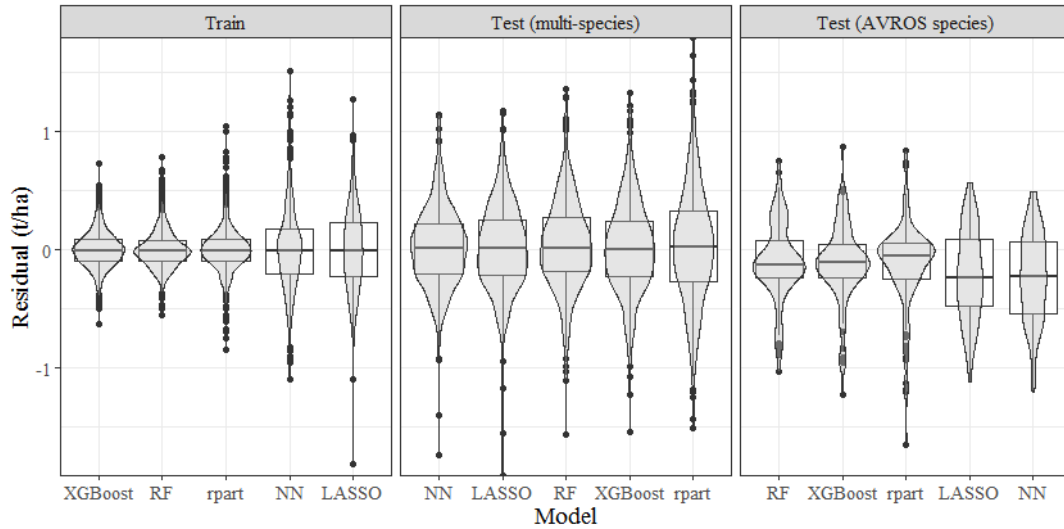 Train
Test (multi-species)
Test (AVROS species)
Residual (t/ha)
1
0
-1
XGBoost RF rpart NN LASSO
NN LASSO RF XGBoost rpart
RF XGBoost rpart LASSO NN
Model